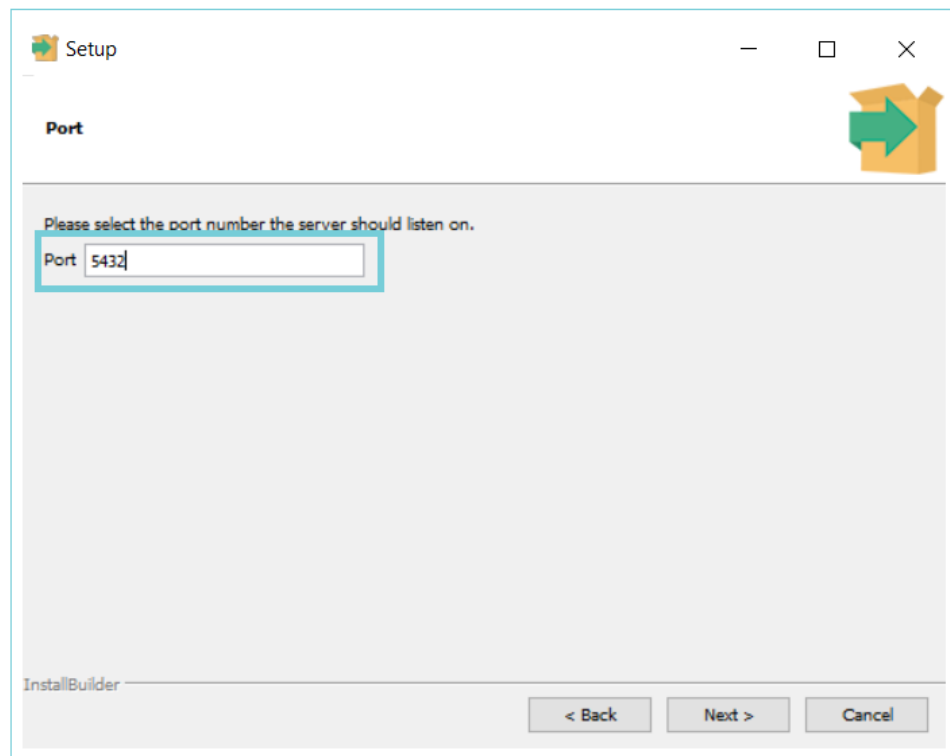 Setup
Port
Please select the port number the server should listen on.
Port 5432
InstallBuilder
< Back Next > Cancel